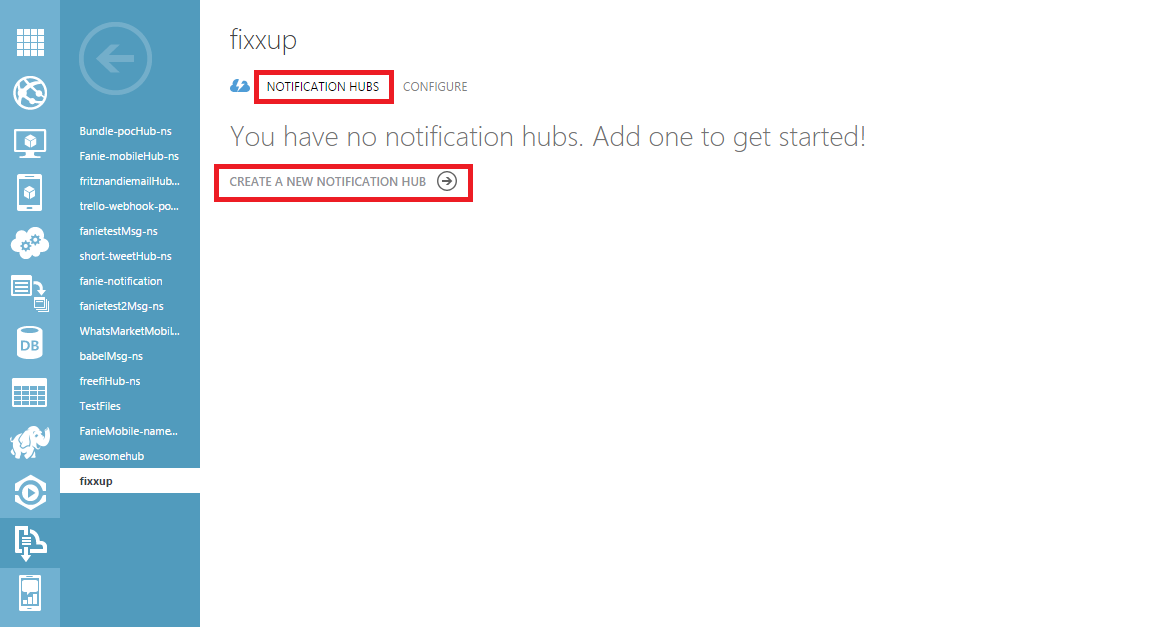 fixxup
NOTIFICATION HUBS CONFIGURE
You have no notification hubs. Add one to get started!
CREATE A NEW NOTIFICATION HUB
Bundle-pocHub-ns
Fanie-mobileHub-ns
fritznandiemailHub...
trello-webhook-po...
fanietestMsg-ns
short-tweetHub-ns
fanie-notification
fanietest2Msg-ns
WhatsMarketMobil...
babelMsg-ns
freefiHub-ns
TestFiles
FanieMobile-name...
awesomehub
fixxup
DB